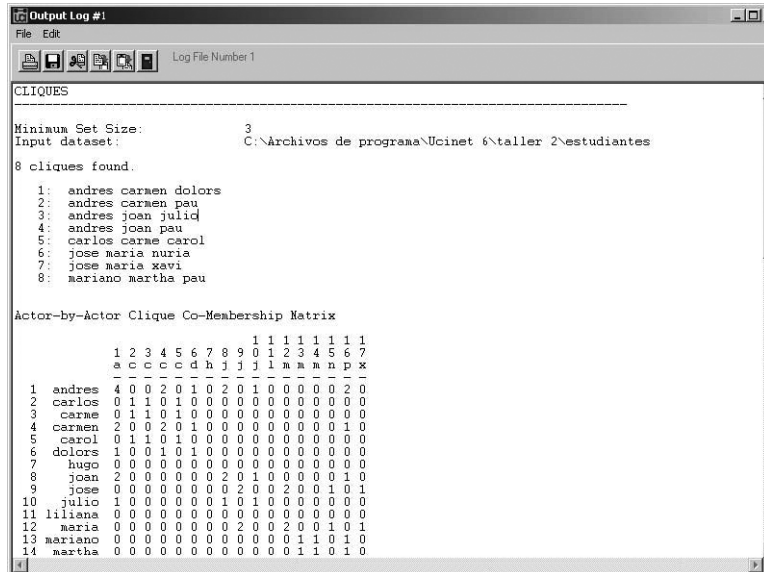 Output Log #1
File Edit
Log File Number 1
CLIQUES
--------------------------------------------------------------------------------
Minimum Set Size: 3
Input dataset: C:\Archivos de programa\Ucinet 6\taller 2\estudiantes
8 cliques found.
1: andres carmen dolors
2: andres carmen pau
3: andres joan julio
4: andres joan pau
5: carlos carme carol
6: jose maria nuria
7: jose maria xavi
8: mariano martha pau
Actor-by-Actor Clique Co-Membership Matrix
1 1 1 1 1 1 1 1
1 2 3 4 5 6 7 8 9 0 1 2 3 4 5 6 7
a c c c c d h j j j l m m m n p x
- - - - - - - - - - - - - - - - -
1 andres 4 0 0 2 0 1 0 2 0 1 0 0 0 0 0 2 0
2 carlos 0 1 1 0 1 0 0 0 0 0 0 0 0 0 0 0 0
3 carme 0 1 1 0 1 0 0 0 0 0 0 0 0 0 0 0 0
4 carmen 2 0 0 2 0 1 0 0 0 0 0 0 0 0 0 1 0
5 carol 0 1 1 0 1 0 0 0 0 0 0 0 0 0 0 0 0
6 dolors 1 0 0 1 0 1 0 0 0 0 0 0 0 0 0 0 0
7 hugo 0 0 0 0 0 0 0 0 0 0 0 0 0 0 0 0 0
8 joan 2 0 0 0 0 0 0 2 0 1 0 0 0 0 0 1 0
9 jose 0 0 0 0 0 0 0 0 2 0 0 2 0 0 1 0 1
10 julio 1 0 0 0 0 0 0 1 0 1 0 0 0 0 0 0 0
11 liliana 0 0 0 0 0 0 0 0 0 0 0 0 0 0 0 0 0
12 maria 0 0 0 0 0 0 0 0 2 0 0 2 0 0 1 0 1
13 mariano 0 0 0 0 0 0 0 0 0 0 0 0 1 1 0 1 0
14 martha 0 0 0 0 0 0 0 0 0 0 0 0 1 1 0 1 0